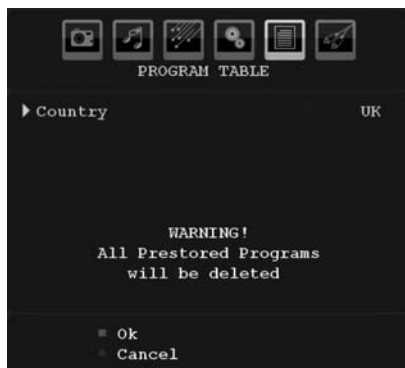 PROGRAM TABLE
Country UK
WARNING!
All Prestored Programs
will be deleted
Ok
Cancel